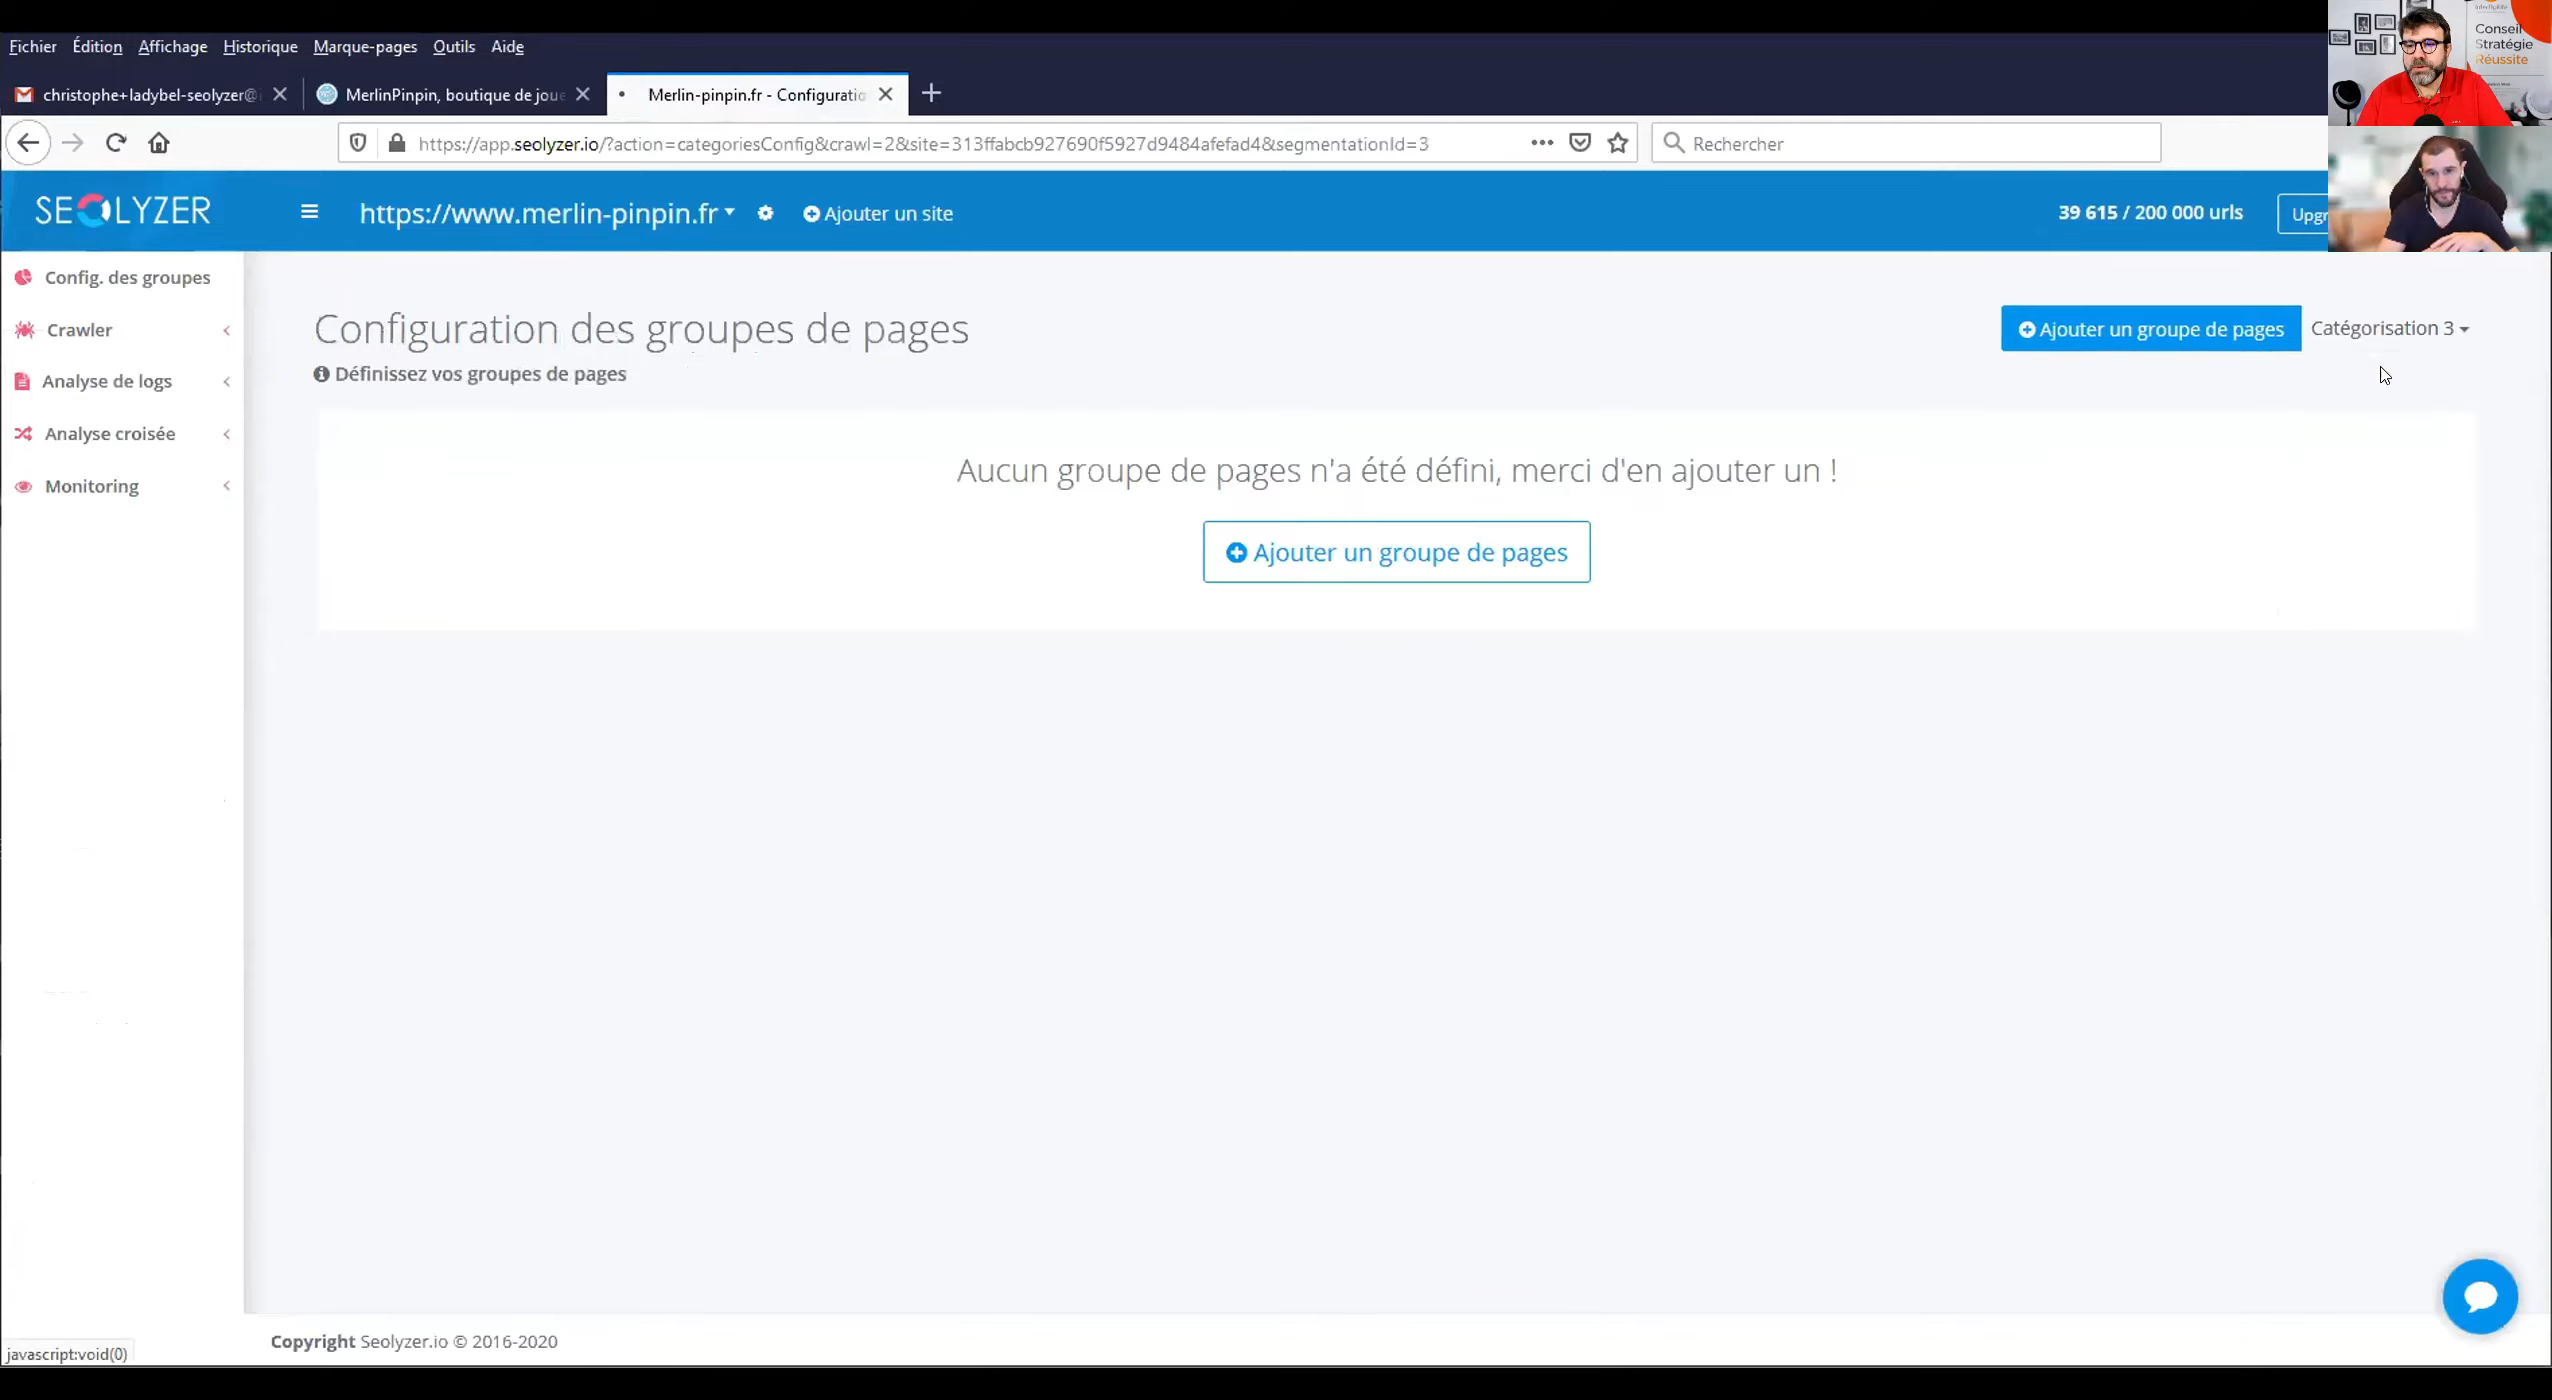 Fichier Édition Affichage Historique Marque-pages Outils Aide
christophe+ladybel-seolyzer@
MerlinPinpin, boutique de joue
Merlin-pinpin.fr - Configuratio
https://app.seolyzer.io/?action=categoriesConfig&crawl=2&site=313ffabcb927690f5927d9484afefad4&segmentationId=3
Rechercher
SEOLYZER
https://www.merlin-pinpin.fr
Ajouter un site
39 615 / 200 000 urls
Upgr
Conseil
Stratégie
Réussite
Config. des groupes
Crawler
Analyse de logs
Analyse croisée
Monitoring
Configuration des groupes de pages
Définissez vos groupes de pages
Ajouter un groupe de pages
Catégorisation 3
Aucun groupe de pages n'a été défini, merci d'en ajouter un !
Ajouter un groupe de pages
Copyright Seolyzer.io © 2016-2020
javascript:void(0)